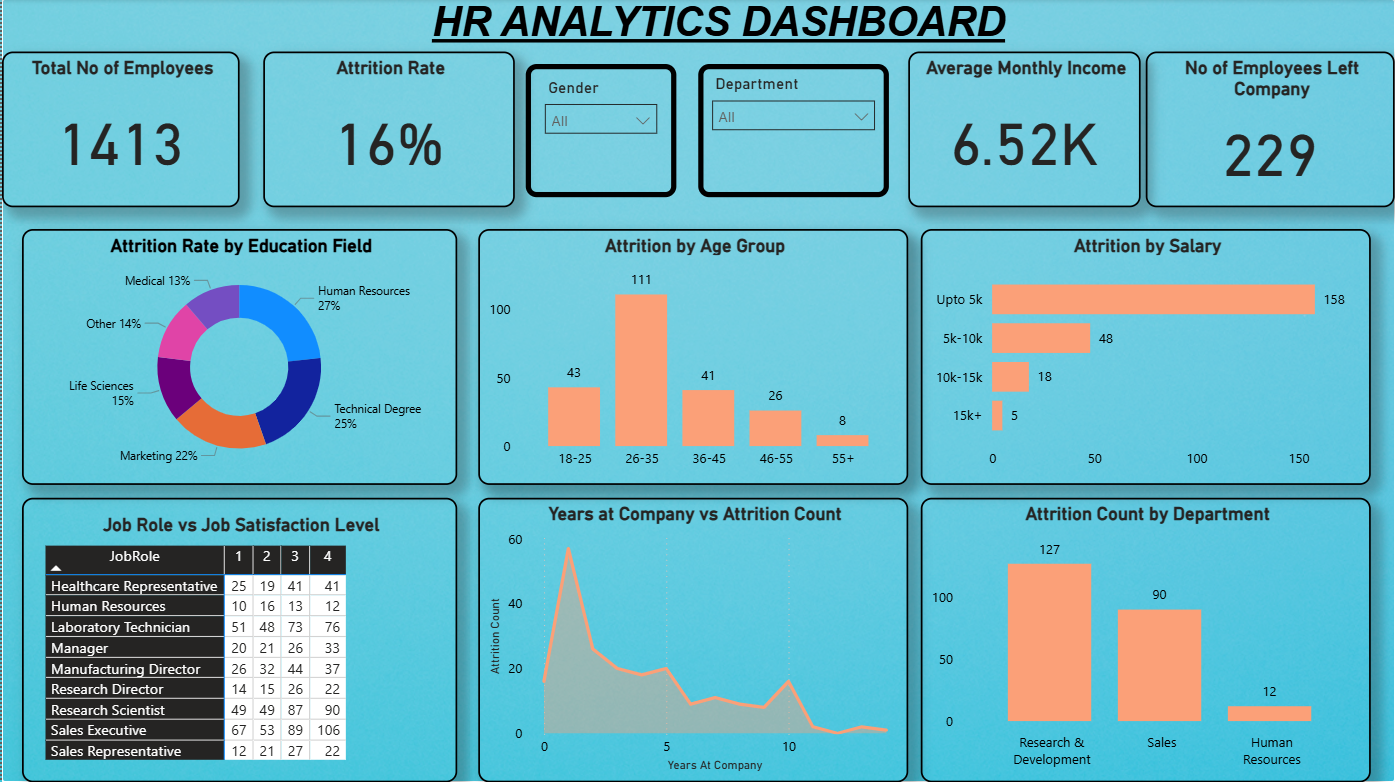 HR ANALYTICS DASHBOARD
Total No of Employees
1413
Attrition Rate
16%
Gender
All
Department
All
Average Monthly Income
6.52K
No of Employees Left
Company
229
Attrition Rate by Education Field
Medical 13%
Human Resources
27%
Other 14%
Life Sciences
15%
Technical Degree
25%
Marketing 22%
Attrition by Age Group
111
100
43
41
50
26
8
0
18-25 26-35 36-45 46-55 55+
Attrition by Salary
Upto 5k 158
5k-10k 48
10k-15k 18
15k+ 5
0 50 100 150
Job Role vs Job Satisfaction Level
JobRole 1 2 3 4
Healthcare Representative 25 19 41 41
Human Resources 10 16 13 12
Laboratory Technician 51 48 73 76
Manager 20 21 26 33
Manufacturing Director 26 32 44 37
Research Director 14 15 26 22
Research Scientist 49 49 87 90
Sales Executive 67 53 89 106
Sales Representative 12 21 27 22
Years at Company vs Attrition Count
Attrition Count
60
40
20
0
0 5 10
Years At Company
Attrition Count by Department
127
100
90
50
12
0
Research &
Development
Sales
Human
Resources